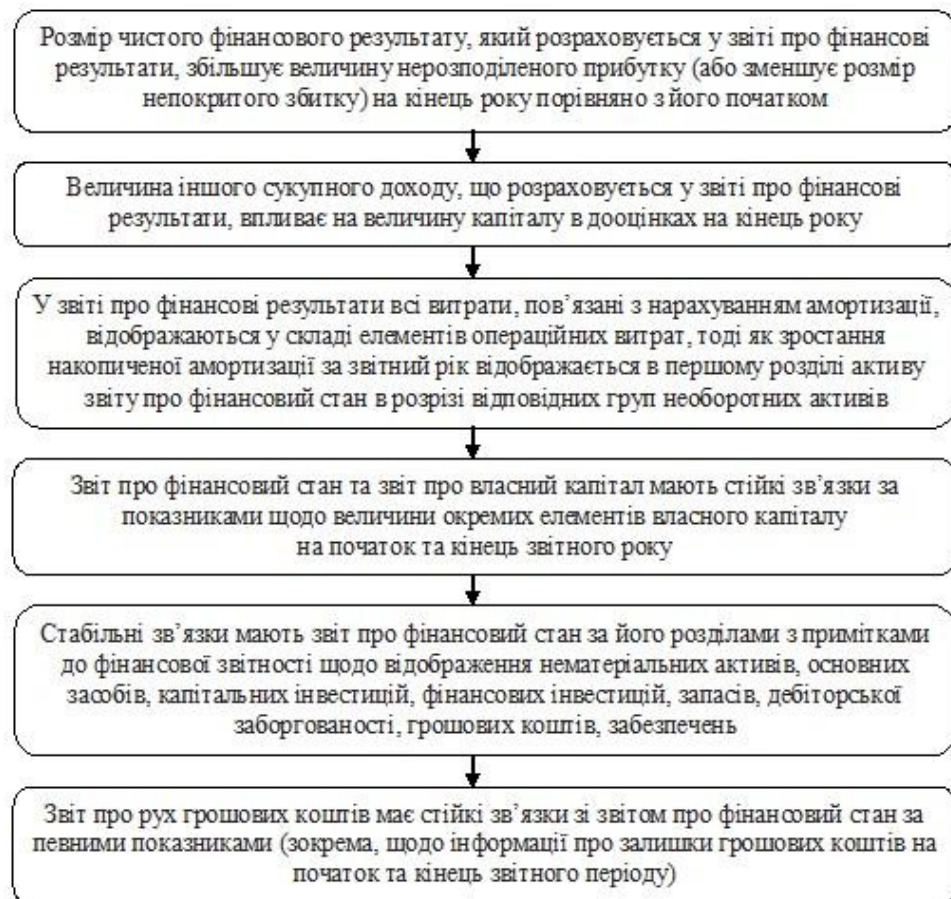 Розмір чистого фінансового результату, який розраховується у звіті про фінансові
результати, збільшує величину нерозподіленого прибутку (або зменшує розмір
непокритого збитку) на кінець року порівняно з його початком
Величина іншого сукупного доходу, що розраховується у звіті про фінансові
результати, впливає на величину капіталу в дооцінках на кінець року
У звіті про фінансові результати всі витрати, пов’язані з нарахуванням амортизації,
відображаються у складі елементів операційних витрат, тоді як зростання
накопиченої амортизації за звітний рік відображається в першому розділі активу
звіту про фінансовий стан в розрізі відповідних груп необоротних активів
Звіт про фінансовий стан та звіт про власний капітал мають стійкі зв’язки за
показниками щодо величини окремих елементів власного капіталу
на початок та кінець звітного року
Стабільні зв’язки мають звіт про фінансовий стан за його розділами з примітками
до фінансової звітності щодо відображення нематеріальних активів, основних
засобів, капітальних інвестицій, фінансових інвестицій, запасів, дебіторської
заборгованості, грошових коштів, забезпечень
Звіт про рух грошових коштів має стійкі зв’язки зі звітом про фінансовий стан за
певними показниками (зокрема, щодо інформації про залишки грошових коштів на
початок та кінець звітного періоду)